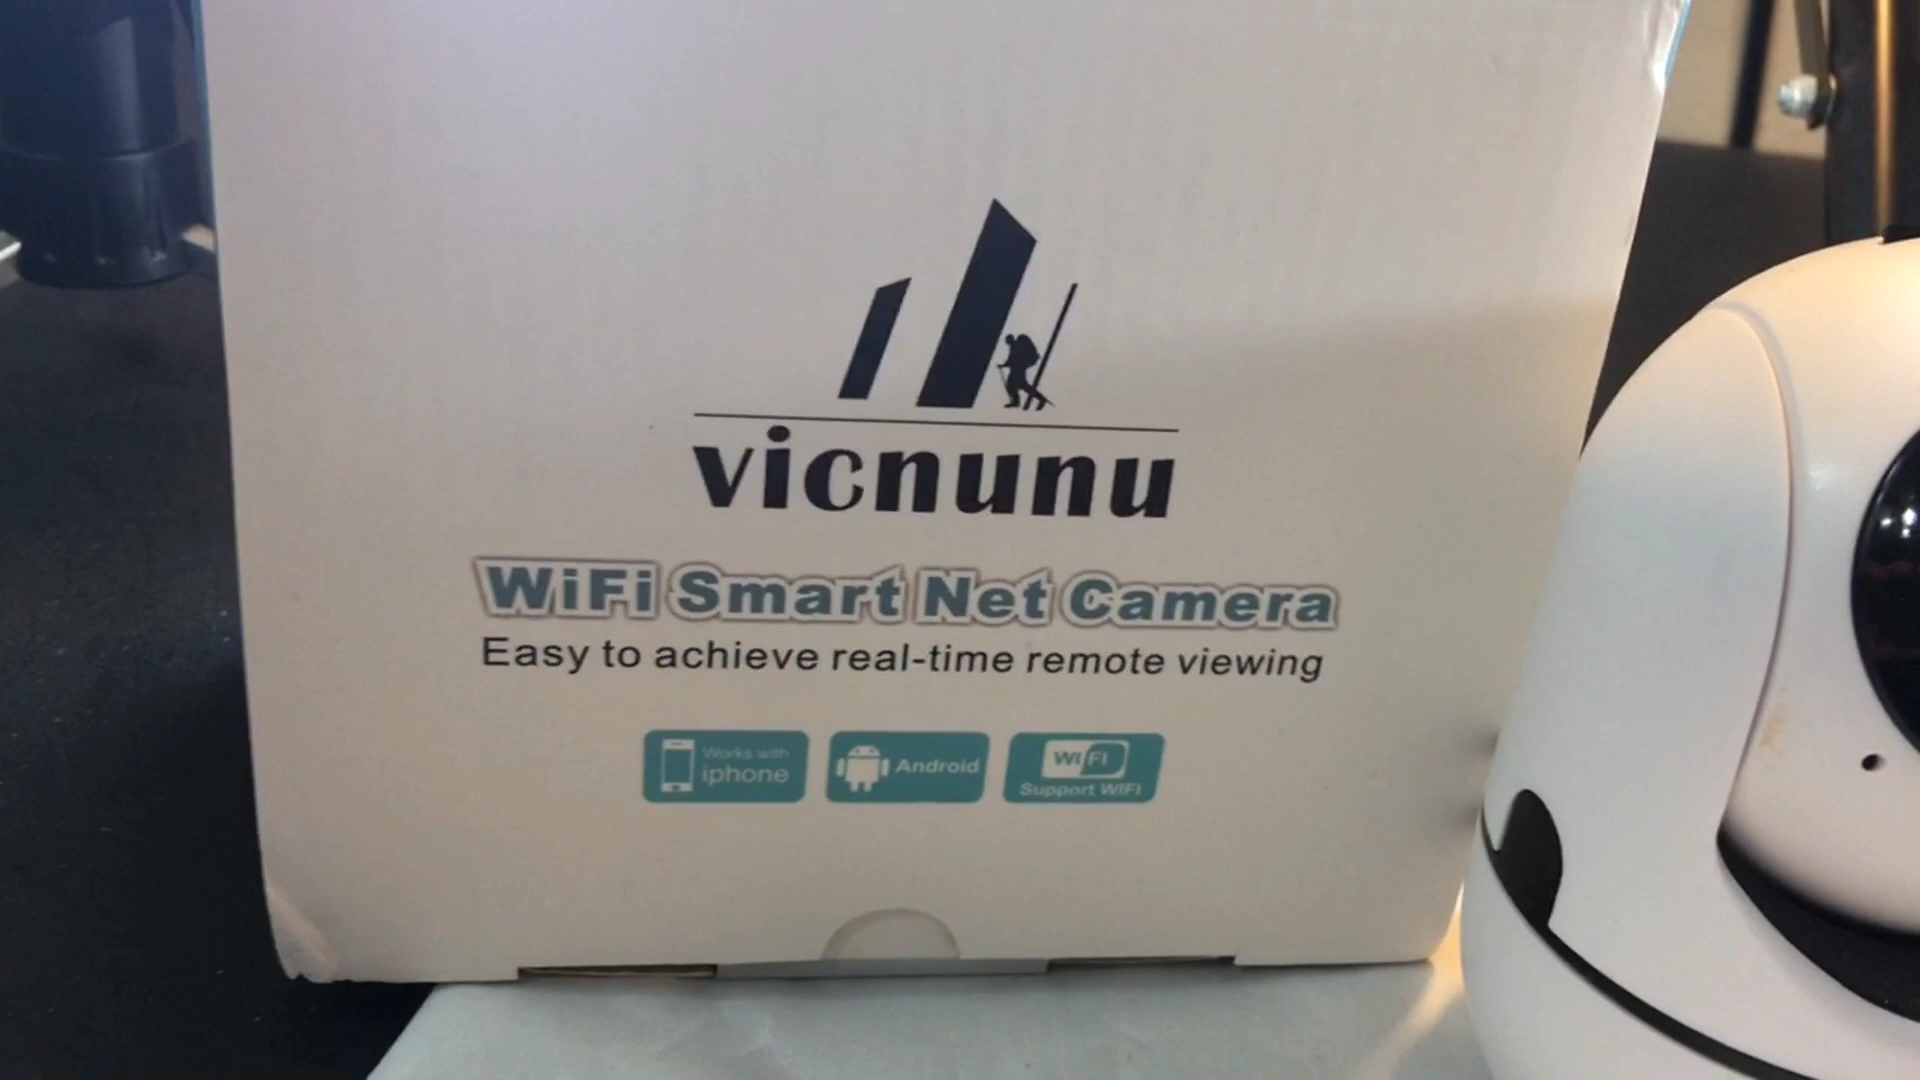 vicnunu
WiFi Smart Net Camera
Easy to achieve real-time remote viewing
Works with
iphone
Android
WiFi
Support WIFI